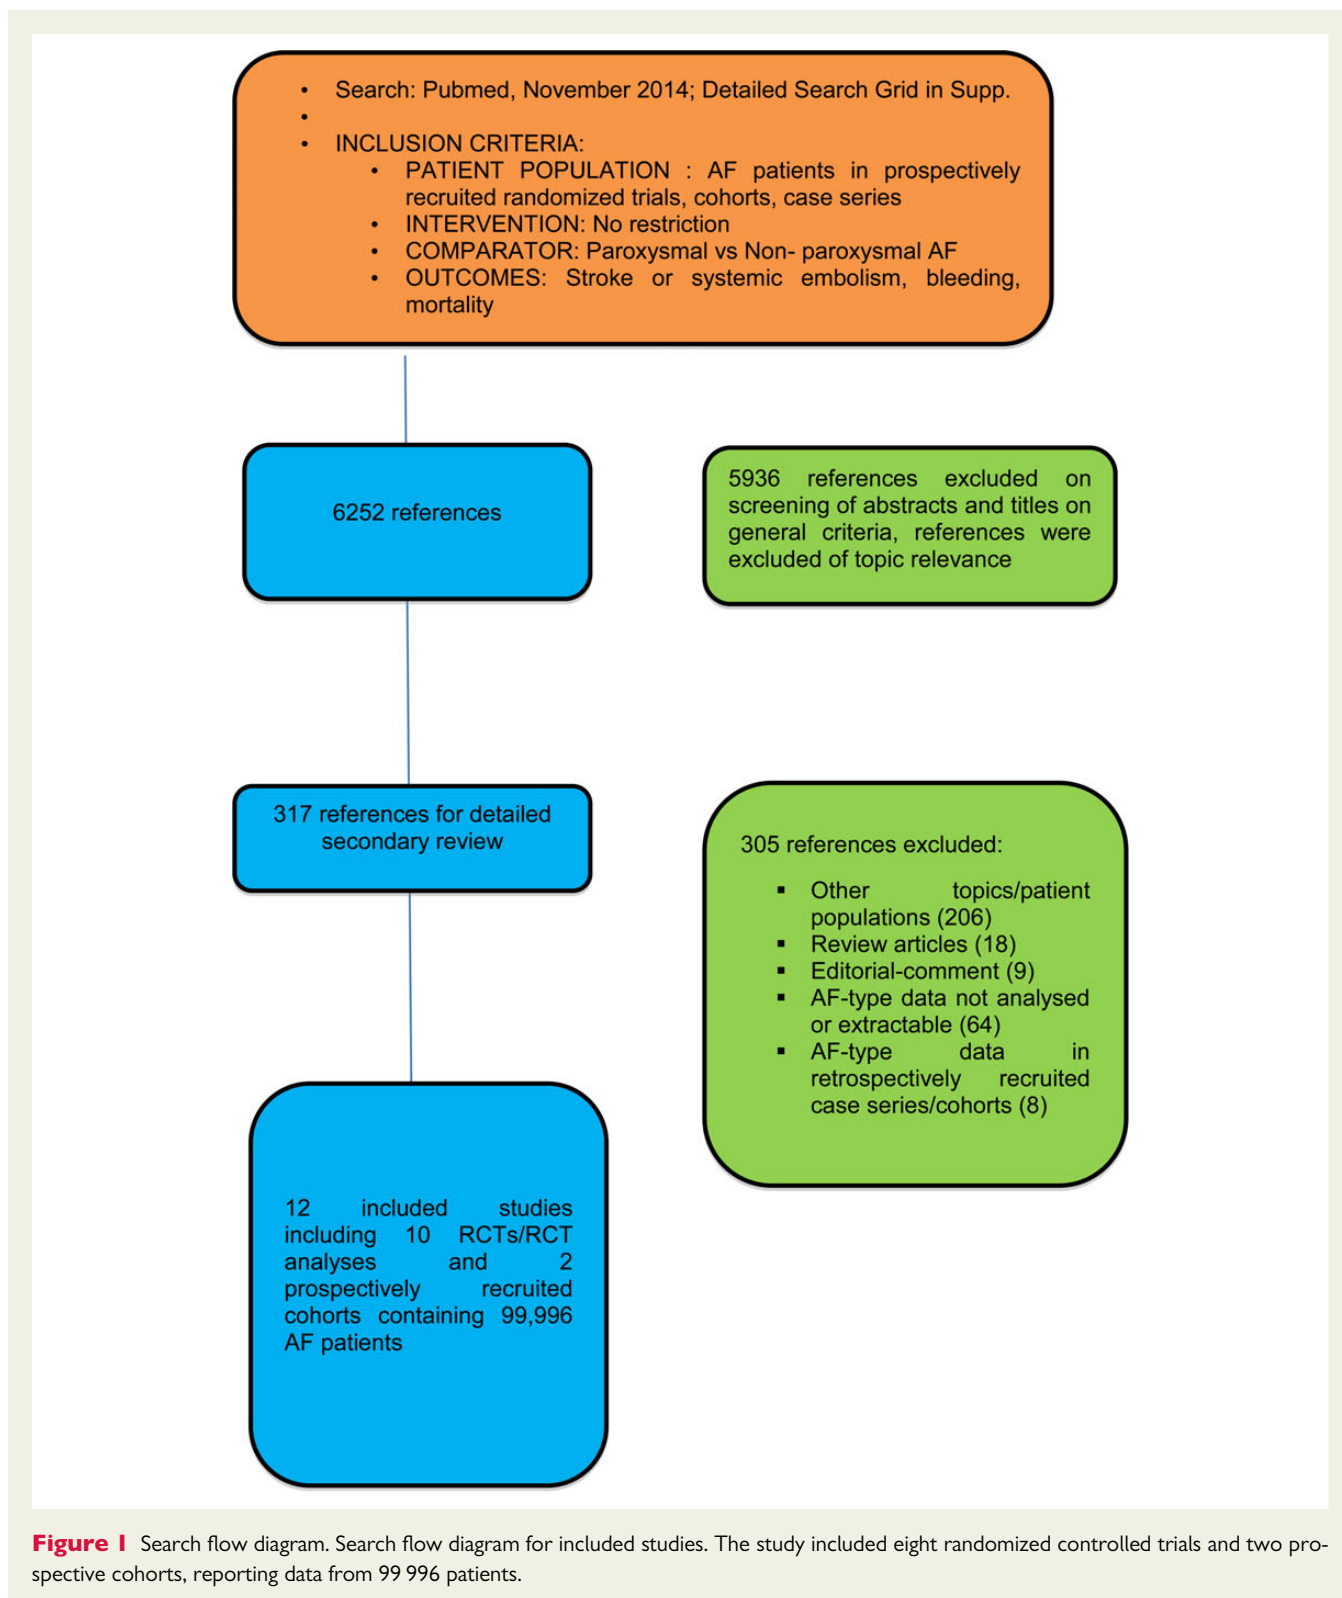 • Search: Pubmed, November 2014; Detailed Search Grid in Supp.
•
• INCLUSION CRITERIA:
• PATIENT POPULATION : AF patients in prospectively
recruited randomized trials, cohorts, case series
• INTERVENTION: No restriction
• COMPARATOR: Paroxysmal vs Non- paroxysmal AF
• OUTCOMES: Stroke or systemic embolism, bleeding,
mortality
6252 references
5936 references excluded on
screening of abstracts and titles on
general criteria, references were
excluded of topic relevance
317 references for detailed
secondary review
305 references excluded:
▪ Other topics/patient
populations (206)
▪ Review articles (18)
▪ Editorial-comment (9)
▪ AF-type data not analysed
or extractable (64)
▪ AF-type data in
retrospectively recruited
case series/cohorts (8)
12 included studies
including 10 RCTs/RCT
analyses and 2
prospectively recruited
cohorts containing 99,996
AF patients
Figure 1 Search flow diagram. Search flow diagram for included studies. The study included eight randomized controlled trials and two pro-
spective cohorts, reporting data from 99 996 patients.